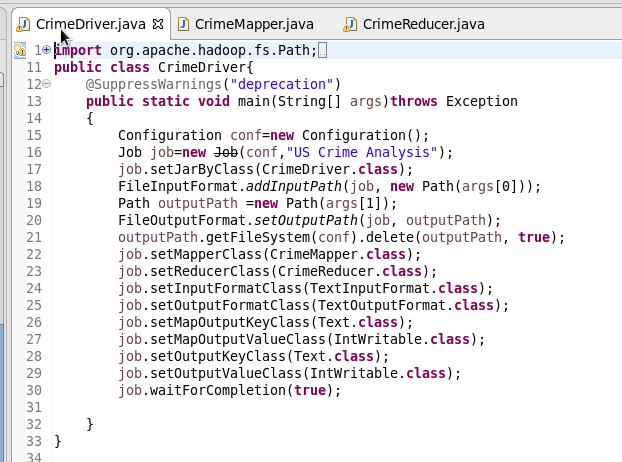 CrimeDriver.java CrimeMapper.java CrimeReducer.java
1 import org.apache.hadoop.fs.Path;
11 public class CrimeDriver{
12 @SuppressWarnings("deprecation")
13 public static void main(String[] args)throws Exception
14 {
15 Configuration conf=new Configuration();
16 Job job=new Job(conf,"US Crime Analysis");
17 job.setJarByClass(CrimeDriver.class);
18 FileInputFormat.addInputPath(job, new Path(args[0]));
19 Path outputPath =new Path(args[1]);
20 FileOutputFormat.setOutputPath(job, outputPath);
21 outputPath.getFileSystem(conf).delete(outputPath, true);
22 job.setMapperClass(CrimeMapper.class);
23 job.setReducerClass(CrimeReducer.class);
24 job.setInputFormatClass(TextInputFormat.class);
25 job.setOutputFormatClass(TextOutputFormat.class);
26 job.setMapOutputKeyClass(Text.class);
27 job.setMapOutputValueClass(IntWritable.class);
28 job.setOutputKeyClass(Text.class);
29 job.setOutputValueClass(IntWritable.class);
30 job.waitForCompletion(true);
31
32 }
33 }
34